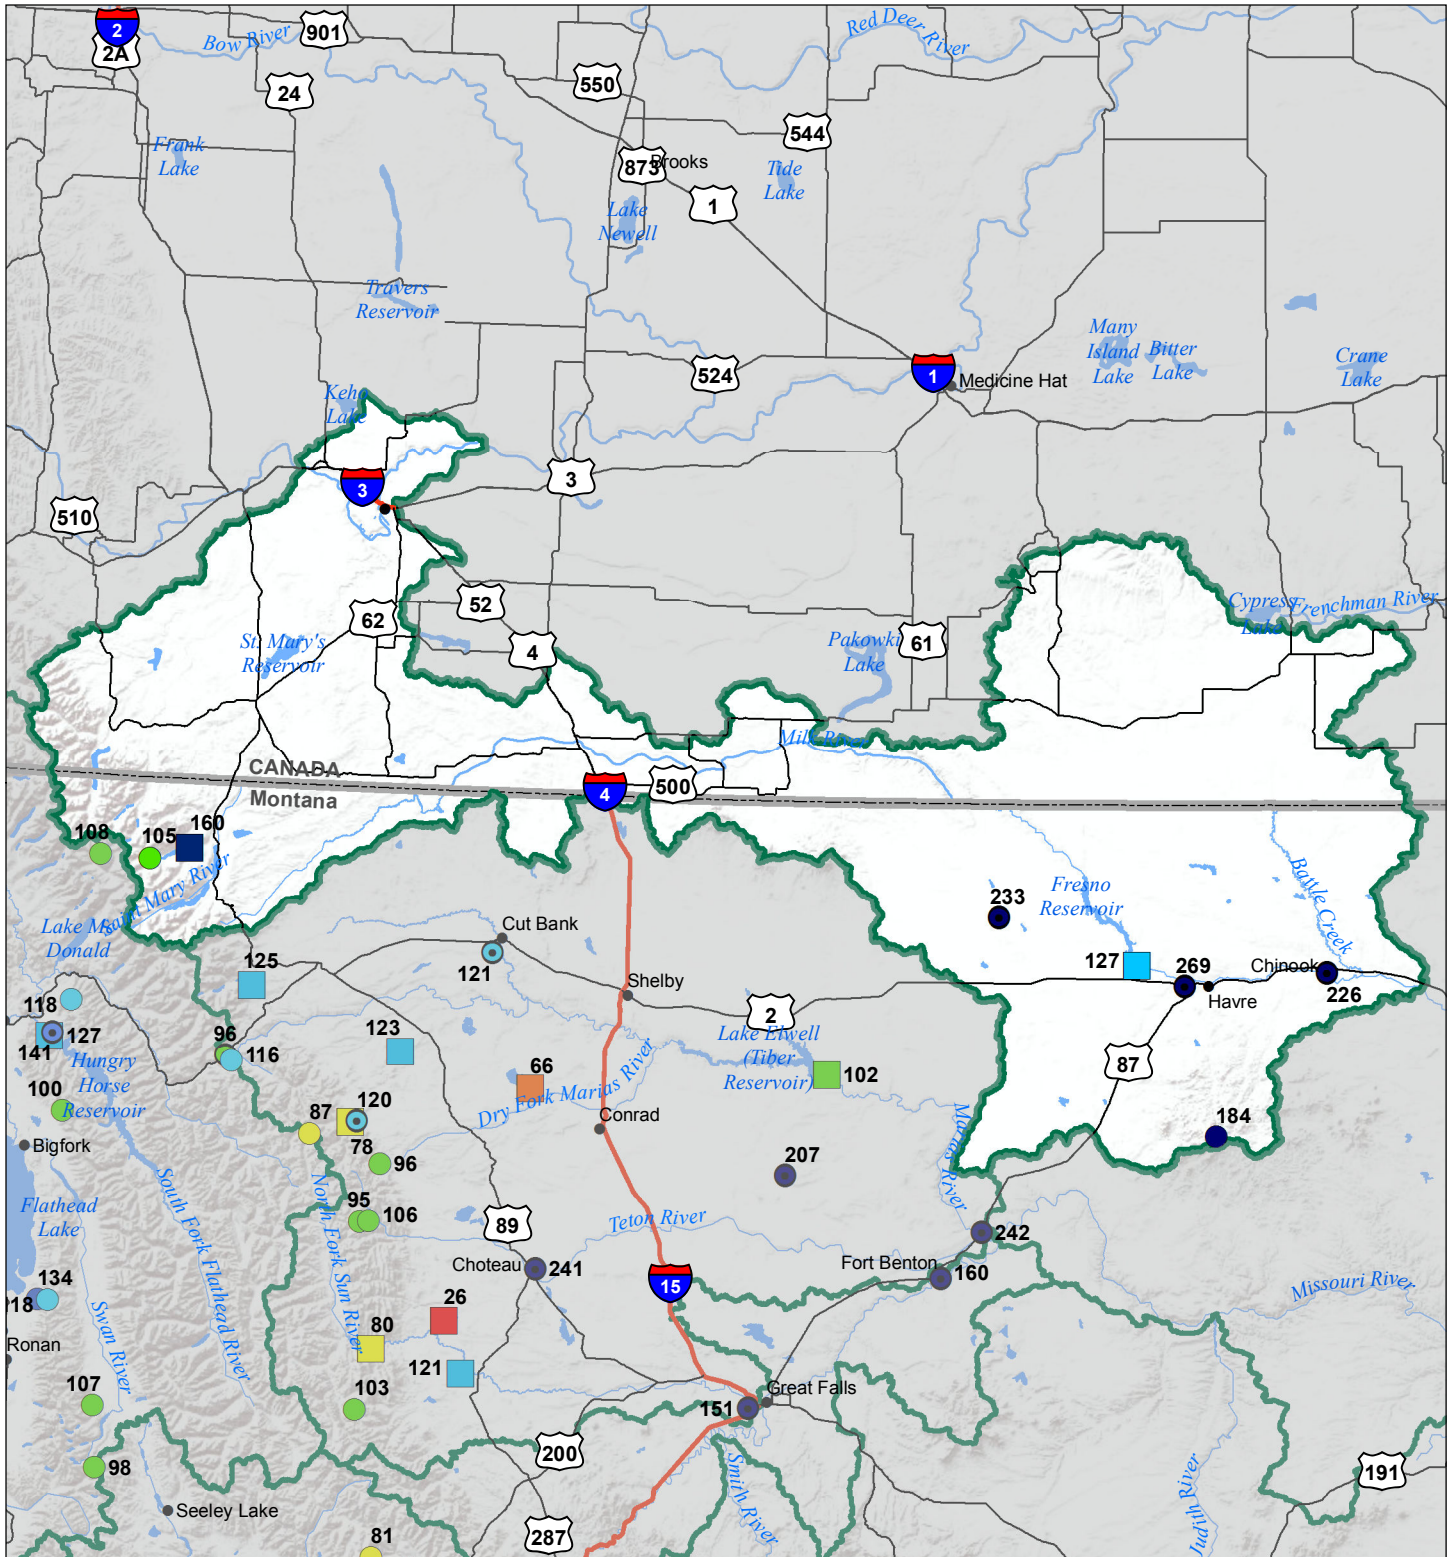 2
2A
Bow River
901
Red Deer
River
24
550
544
Frank
Lake
873
Brooks
Tide
Lake
1
Lake
Newell
Travers
Reservoir
Many
Island
Lake
Bitter
Lake
Crane
Lake
524
1
Medicine Hat
Keho
Lake
3
3
510
52
62
4
61
St. Mary's
Reservoir
Pakowki
Lake
Cypress
Lake
Frenchman River
Milk River
CANADA
Montana
4
500
108
105
160
Saint Mary River
Lake Mc
Donald
233
Fresno
Reservoir
Battle Creek
Cut Bank
121
125
127
269
Havre
Chinook
226
Shelby
118
127
141
Hungry
Horse
Reservoir
96
116
123
2
Lake Elwell
(Tiber
Reservoir)
102
66
Dry Fork Marias River
87
100
87
120
78
Conrad
Bigfork
96
207
184
Marias River
River
Flathead
Lake
South Fork Flathead River
North Fork Sun River
95
106
89
Teton River
242
Choteau
241
Fort Benton
160
15
Missouri River
134
118
Swan River
Ronan
26
80
121
107
103
Great Falls
151
98
200
Smith River
Judith River
191
Seeley Lake
287
81